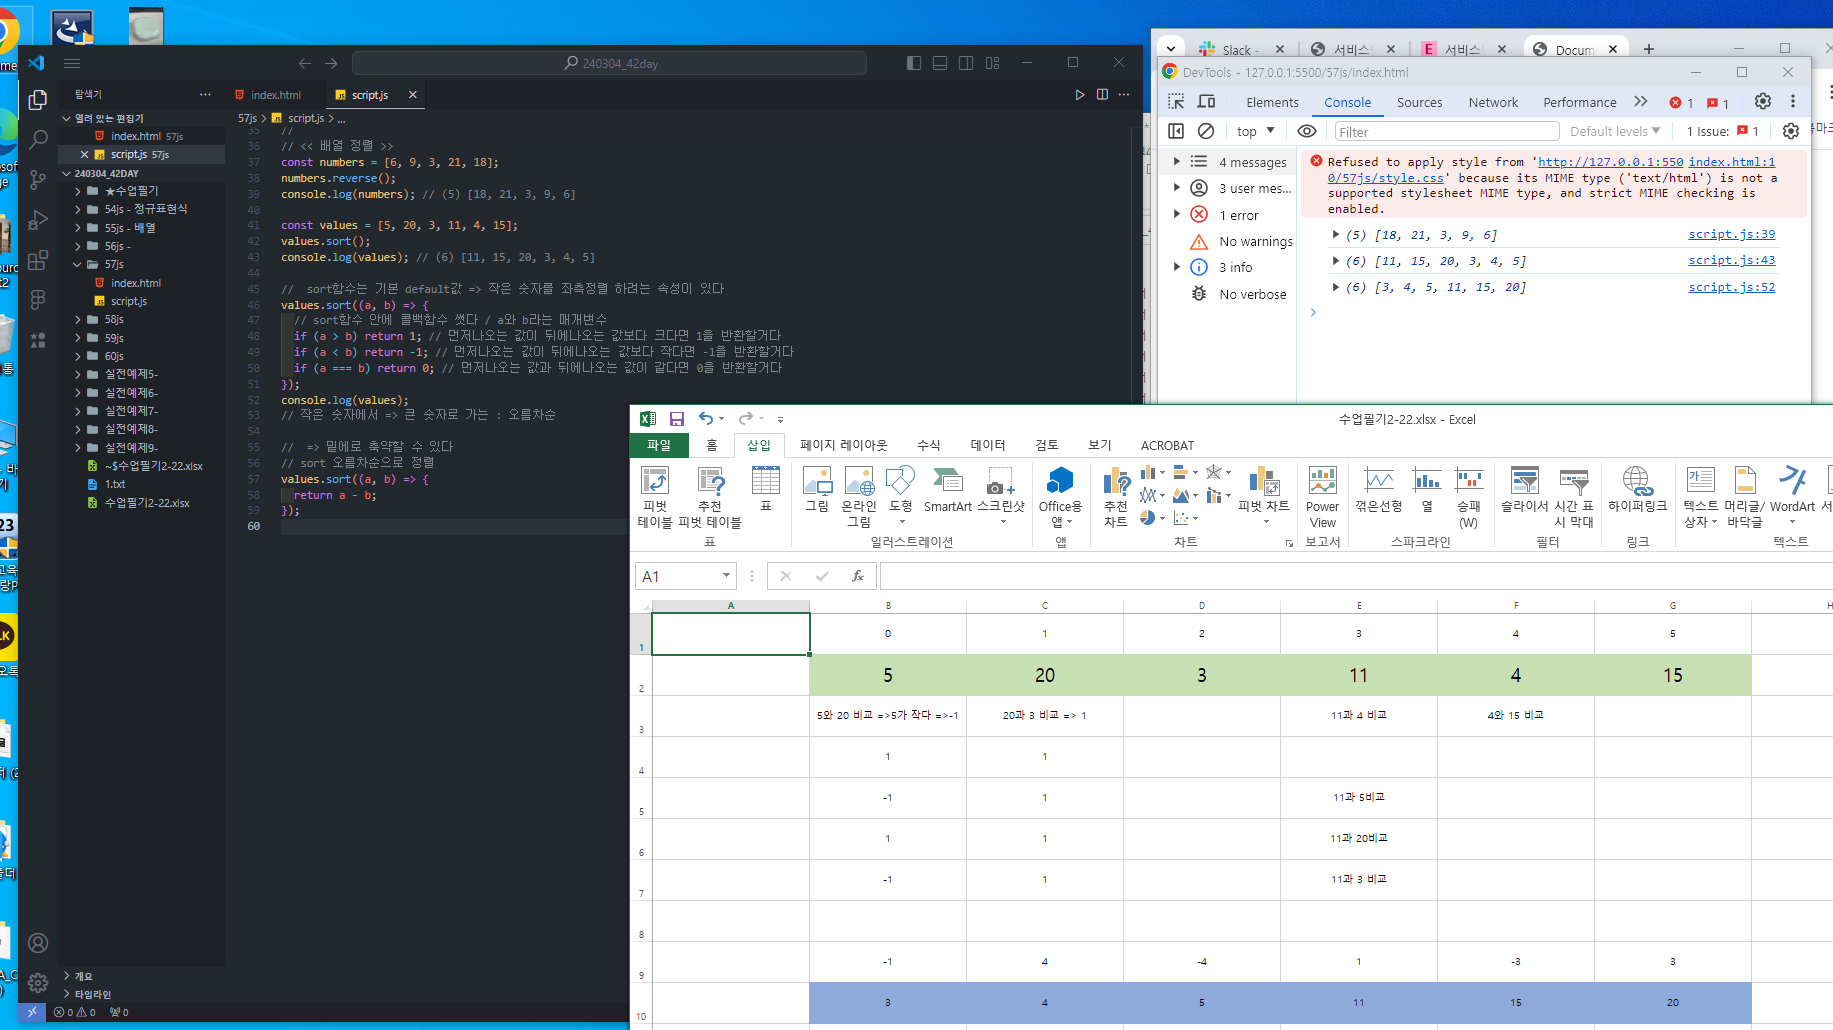 240304_42day
탐색기
index.html
script.js
열려 있는 편집기
index.html 57js
script.js 57js
240304_42DAY
★수업필기
54js - 정규표현식
55js - 배열
56js -
57js
index.html
script.js
58js
59js
60js
실전예제5-
실전예제6-
실전예제7-
실전예제8-
실전예제9-
~$수업필기2-22.xlsx
1.txt
수업필기2-22.xlsx
개요
타임라인
0 0 0
57js > script.js > ...
35 //
36 // << 배열 정렬 >>
37 const numbers = [6, 9, 3, 21, 18];
38 numbers.reverse();
39 console.log(numbers); // (5) [18, 21, 3, 9, 6]
40
41 const values = [5, 20, 3, 11, 4, 15];
42 values.sort();
43 console.log(values); // (6) [11, 15, 20, 3, 4, 5]
44
45 // sort함수는 기본 default값 => 작은 숫자를 좌측정렬 하려는 속성이 있다
46 values.sort((a, b) => {
47 // sort함수 안에 콜백함수 썻다 / a와 b라는 매개변수
48 if (a > b) return 1; // 먼저나오는 값이 뒤에나오는 값보다 크다면 1을 반환할거다
49 if (a < b) return -1; // 먼저나오는 값이 뒤에나오는 값보다 작다면 -1을 반환할거다
50 if (a === b) return 0; // 먼저나오는 값과 뒤에나오는 값이 같다면 0을 반환할거다
51 });
52 console.log(values);
53 // 작은 숫자에서 => 큰 숫자로 가는 : 오름차순
54
55 // => 밑에로 축약할 수 있다
56 // sort 오름차순으로 정렬
57 values.sort((a, b) => {
58 return a - b;
59 });
60
Slack -
서비스
서비스
Docum
DevTools - 127.0.0.1:5500/57js/index.html
Elements Console Sources Network Performance 1 1
top Filter Default levels 1 Issue: 1
4 messages
3 user mes...
1 error
No warnings
3 info
No verbose
Refused to apply style from 'http://127.0.0.1:550 index.html:1
0/57js/style.css' because its MIME type ('text/html') is not a
supported stylesheet MIME type, and strict MIME checking is
enabled.
(5) [18, 21, 3, 9, 6] script.js:39
(6) [11, 15, 20, 3, 4, 5] script.js:43
(6) [3, 4, 5, 11, 15, 20] script.js:52
수업필기2-22.xlsx - Excel
파일 홈 삽입 페이지 레이아웃 수식 데이터 검토 보기 ACROBAT
피벗 테이블
추천 피벗 테이블
표
표
그림
온라인 그림
도형
SmartArt
스크린샷
일러스트레이션
Office용 앱
앱
추천 차트
피벗 차트
차트
Power View
보고서
꺾은선형
열
승패 (W)
스파크라인
슬라이서
시간 표시 막대
필터
하이퍼링크
링크
텍스트 상자
머리글/바닥글
WordArt
텍스트
A1 fx
A B C D E F G H
1 0 1 2 3 4 5
2 5 20 3 11 4 15
3 5와 20 비교 =>5가 작다 =>-1 20과 3 비교 => 1 11과 4 비교 4와 15 비교
4 1 1
5 -1 1 11과 5비교
6 1 1 11과 20비교
7 -1 1 11과 3 비교
8
9 -1 4 -4 1 -3 3
10 3 4 5 11 15 20